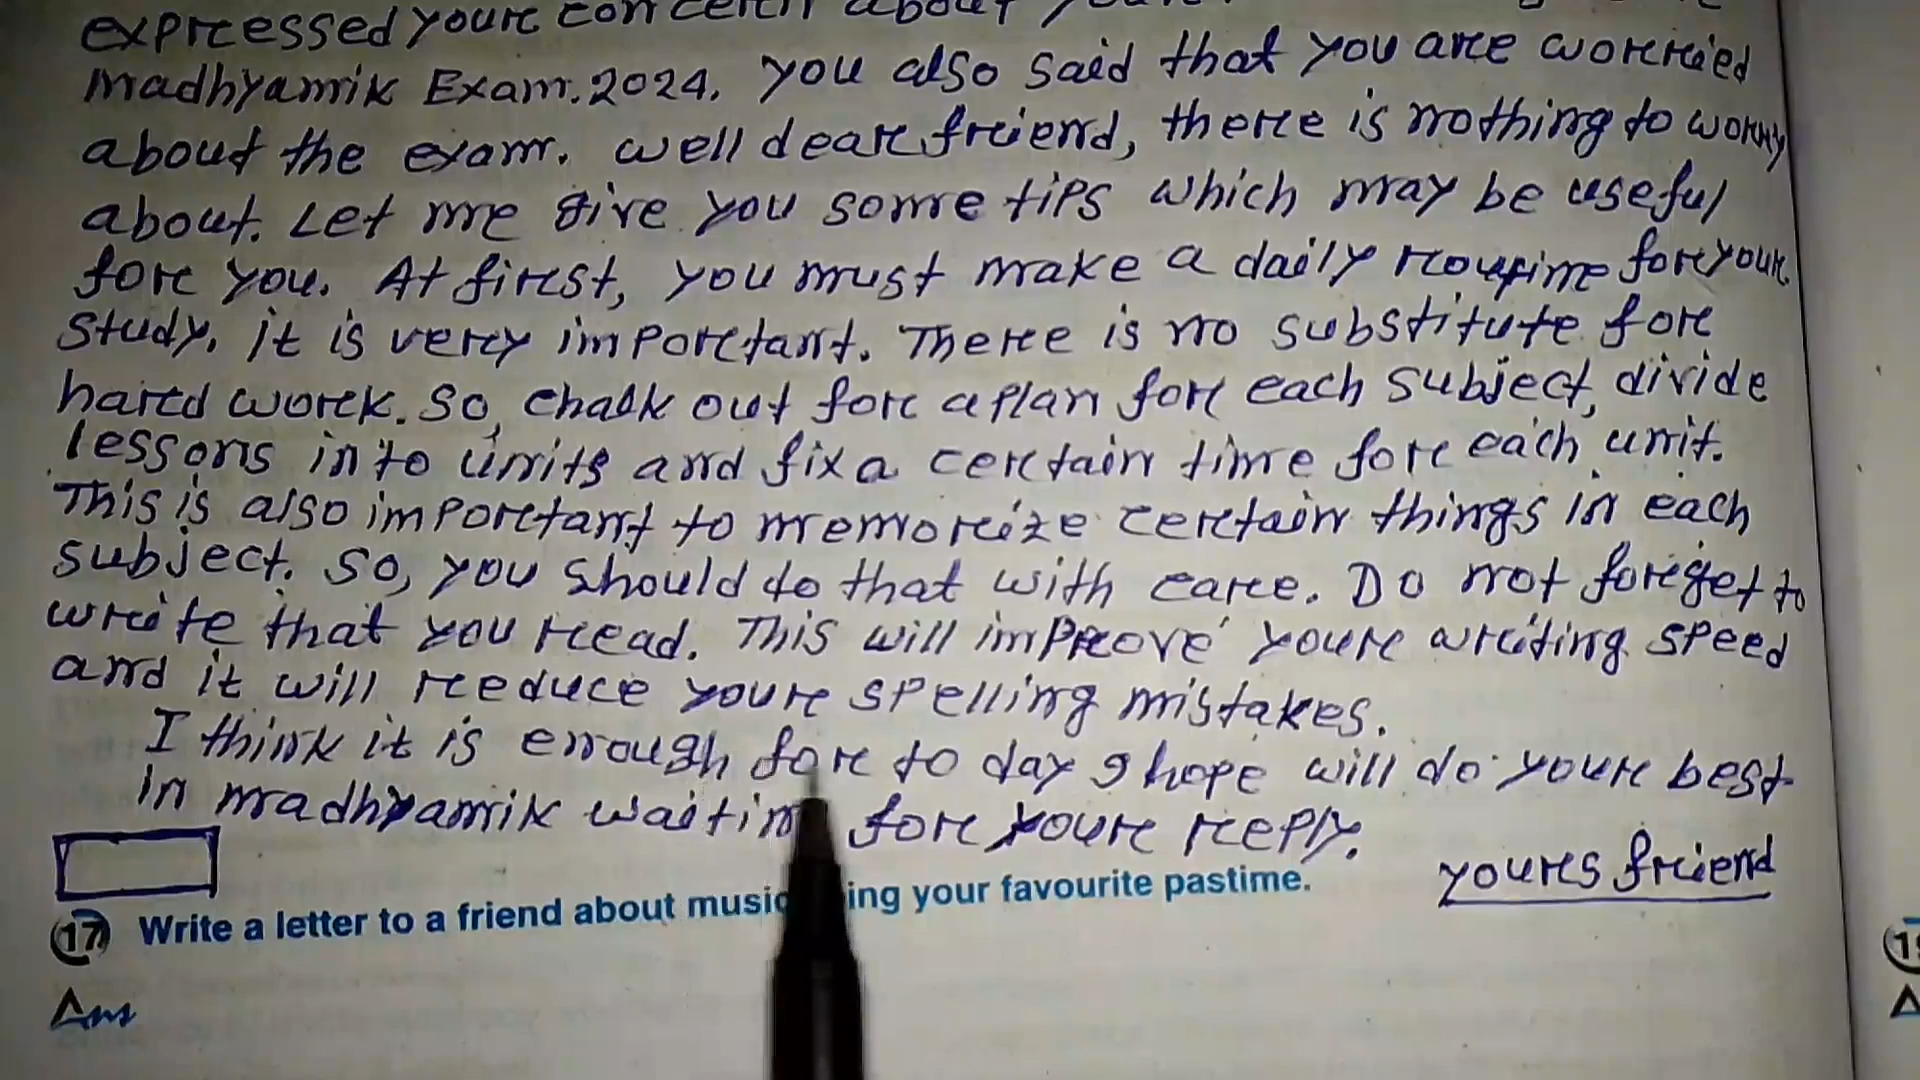 expressed your concern about your
madhyamik Exam. 2024. you also said that you are worried
about the exam. well dear friend, there is nothing to worry
about. Let me give you some tips which may be useful
for you. At first, you must make a daily routine for your
study. it is very important. There is no substitute for
hard work. So, chalk out for a plan for each subject, divide
lessons into units and fix a certain time for each unit.
This is also important to memorize certain things in each
subject. So, you should do that with care. Do not forget to
write that you read. This will improve your writing speed
and it will reduce your spelling mistakes.
I think it is enough for to day I hope will do your best
in madhyamik waiting for your reply.
yours friend
17 Write a letter to a friend about music being your favourite pastime.
Ans